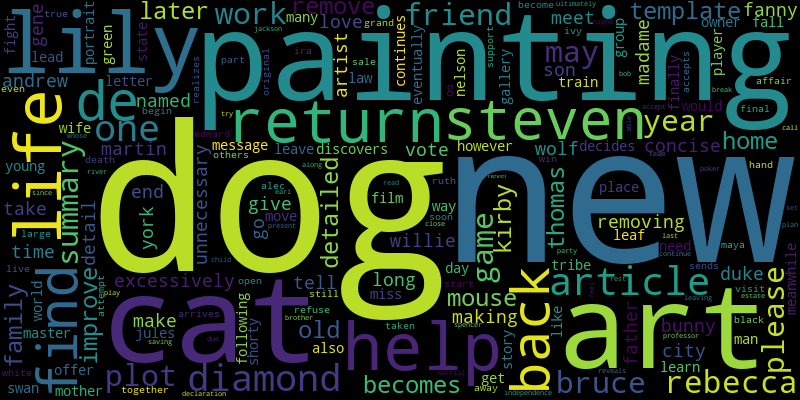 fight
gene
lead
portrait
green
state
later
many
work
remove
love
grand
friend
become
ultimately
template
fanny
meet
fall
owner
lily
painting
jackson
ira
part
original
sale
law
artist
continues
eventually
gallery
nelson
support
ivy
bob
may
son
train
group
madame
player
finally
affair
break
final
andrew
letter
even
realizes
de
named
begin
return
steven
year
would
call
try
edward
life
one
wife
martin
death
river
whose
message
others
leave
discovers
vote
however
wolf
decides
concise
home
young
since
summary
unnecessary
detailed
along
alec
earl
read
ruth
win
poker
hand
dog
new
film
place
take
large
detail
end
york
give
go
move
present
way
soon
close
kirby
game
thomas
removing
leaf
need
time
live
world
willie
day
tribe
maya
duke
find
cat
art
help
back
article
excessively
tell
long
miss
mouse
making
story
like
father
bunny
city
learn
black
man
visit
estate
please
meanwhile
family
master
white
improve
attempt
make
arrives
play
jules
open
still
following
shorty
refuse
brother
old
also
taken
start
offer
swan
mother
plot
diamond
child
saving
together
declaration
independence
spencer
becomes
get
away
bruce
leaving
professor
reveals
rebecca
party
continue
last
sends
set